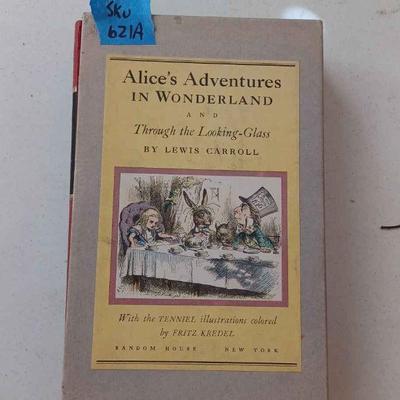 SKU
621A
Alice's Adventures
IN WONDERLAND
AND
Through the Looking-Glass
BY LEWIS CARROLL
With the TENNIEL illustrations colored
by FRITZ KREDEL
RANDOM HOUSE NEW YORK